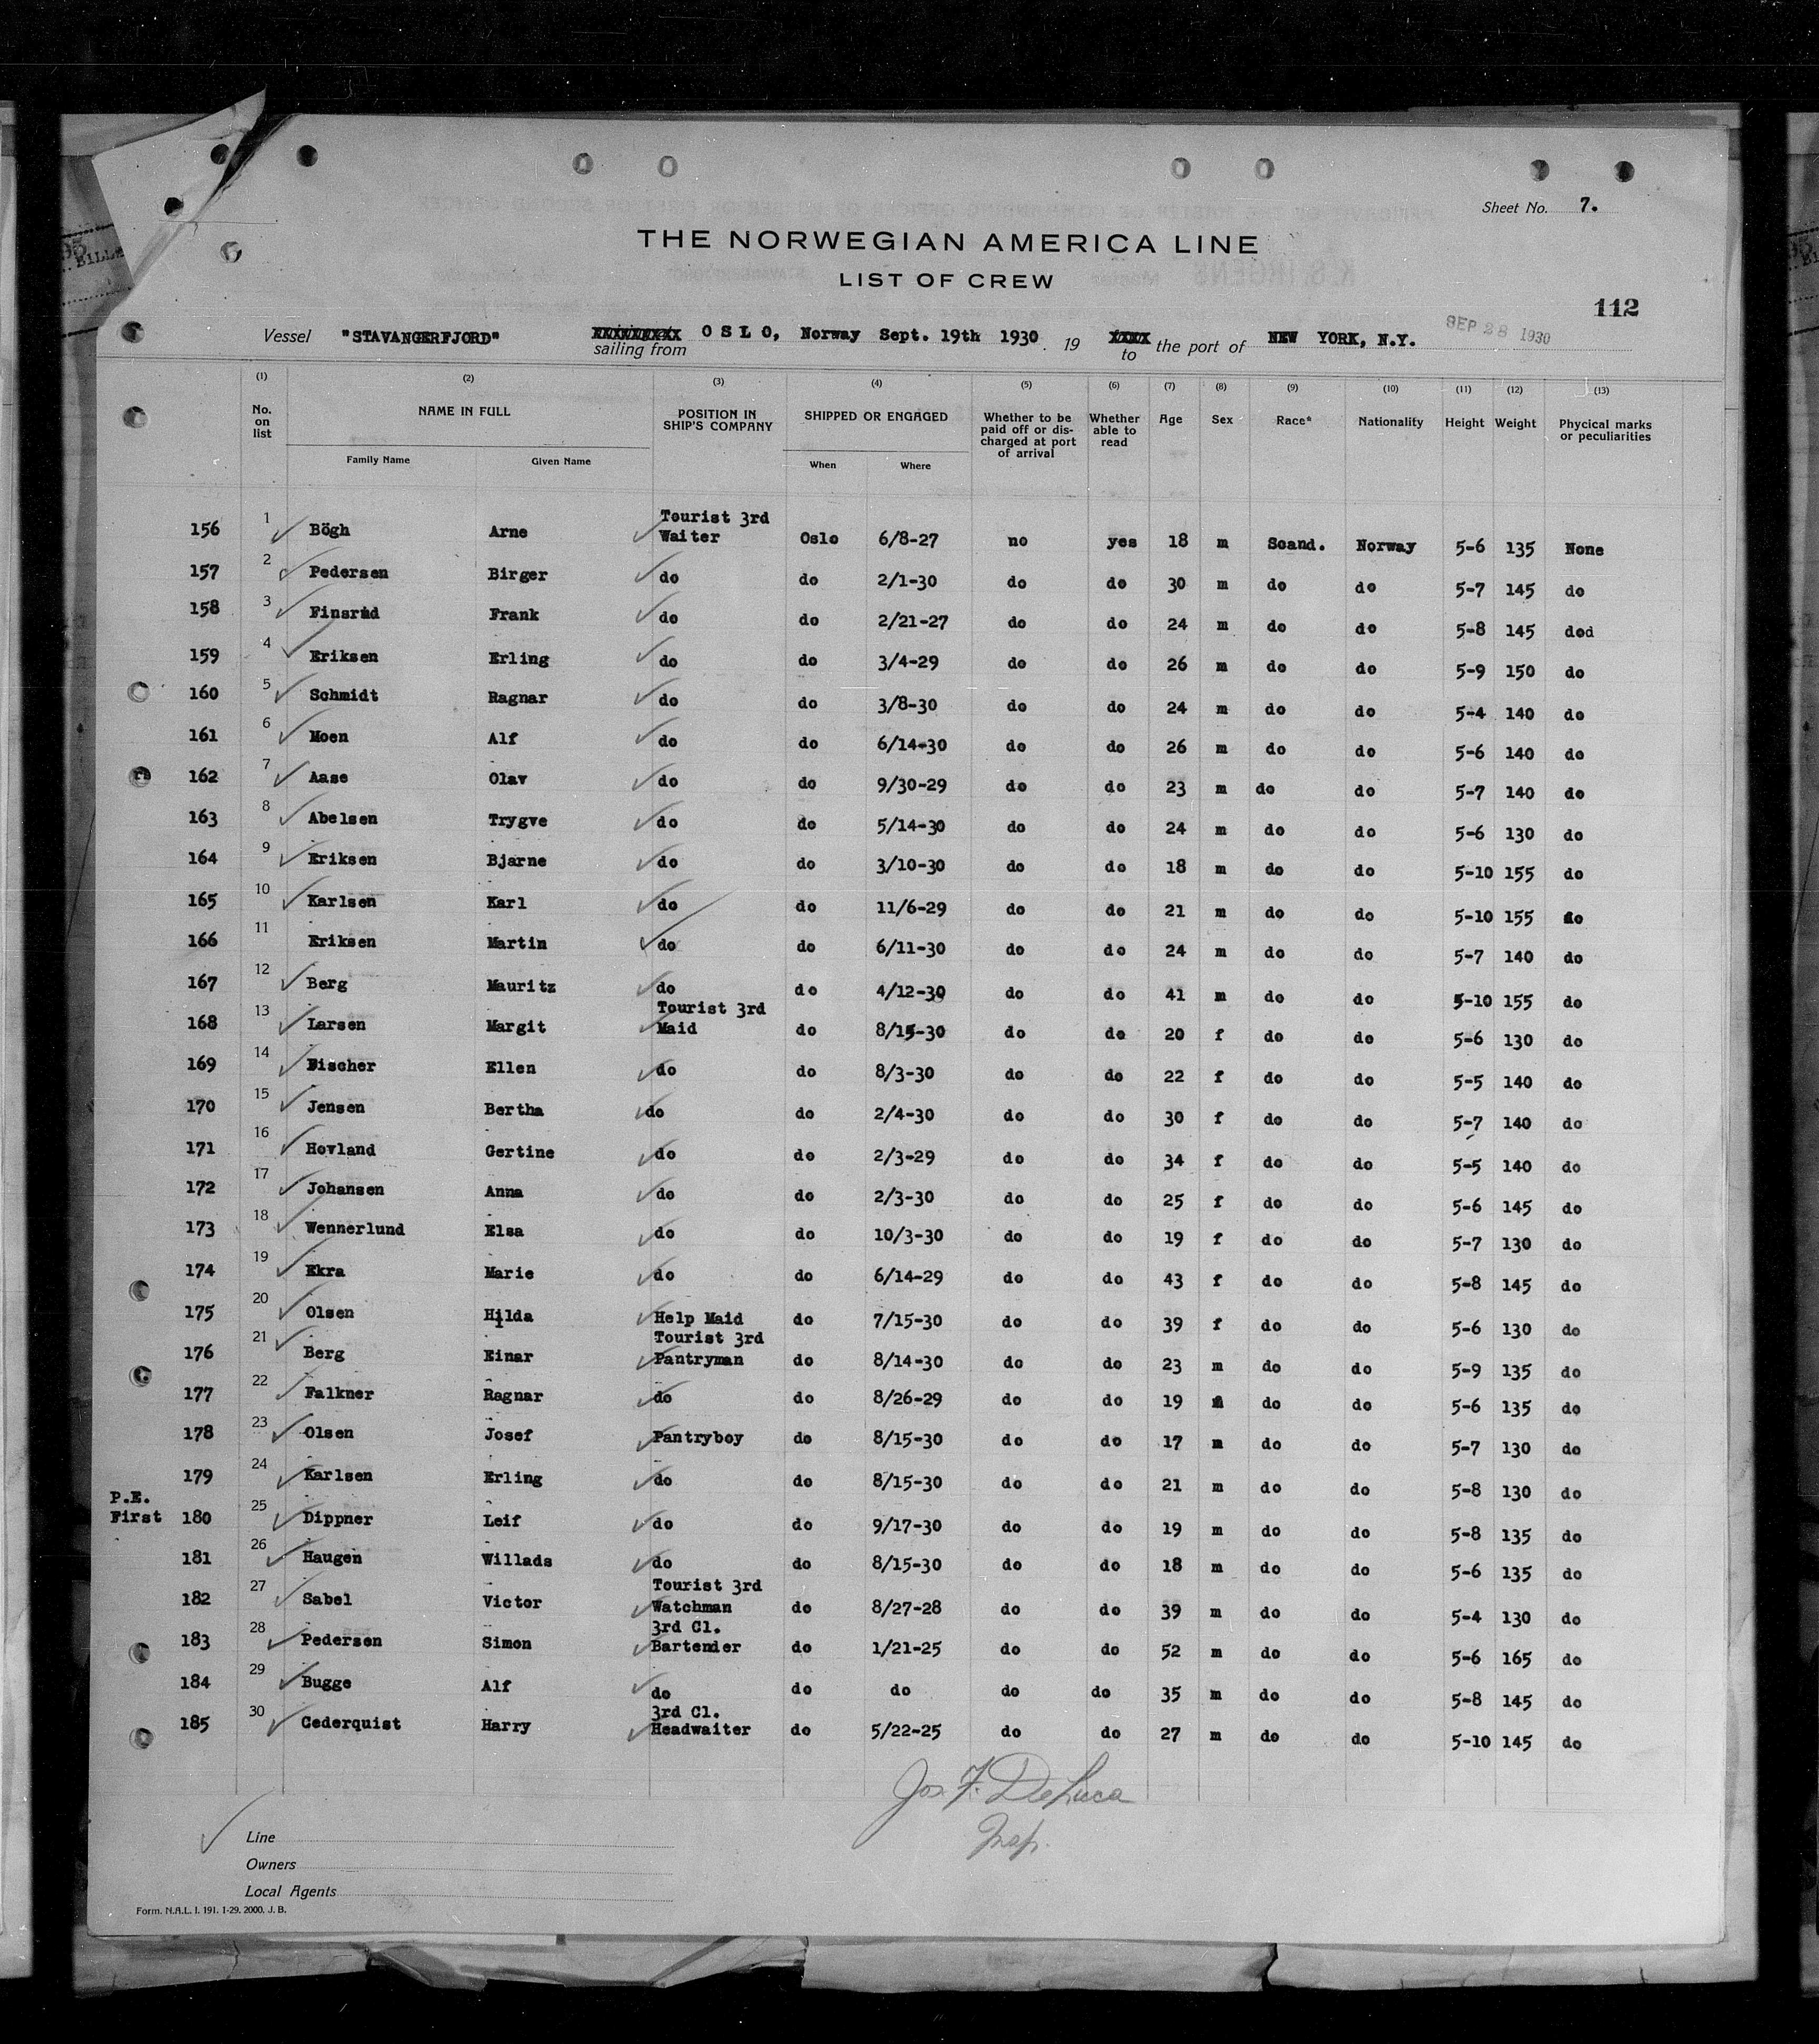 Sheet No. 7.
THE NORWEGIAN AMERICA LINE
LIST OF CREW
112
Vessel "STAVANGERFJORD" sailing from OSLO, Norway Sept. 19th 1930. 19 to the port of NEW YORK, N.Y. SEP 28 1930
(1) (2) (3) (4) (5) (6) (7) (8) (9) (10) (11) (12) (13)
No. on list NAME IN FULL POSITION IN SHIP'S COMPANY SHIPPED OR ENGAGED Whether to be paid off or discharged at port of arrival Whether able to read Age Sex Race* Nationality Height Weight Phycical marks or peculiarities
Family Name Given Name When Where
Tourist 3rd
156 1 Bögh Arne Waiter Oslo 6/8-27 no yes 18 m Scand. Norway 5-6 135 None
157 2 Pedersen Birger do do 2/1-30 do do 30 m do do 5-7 145 do
158 3 Finsrud Frank do do 2/21-27 do do 24 m do do 5-8 145 dod
159 4 Eriksen Erling do do 3/4-29 do do 26 m do do 5-9 150 do
160 5 Schmidt Ragnar do do 3/8-30 do do 24 m do do 5-4 140 do
161 6 Moen Alf do do 6/14-30 do do 26 m do do 5-6 140 do
162 7 Aase Olav do do 9/30-29 do do 23 m do do 5-7 140 do
163 8 Abelsen Trygve do do 5/14-30 do do 24 m do do 5-6 130 do
164 9 Eriksen Bjarne do do 3/10-30 do do 18 m do do 5-10 155 do
165 10 Karlsen Karl do do 11/6-29 do do 21 m do do 5-10 155 do
166 11 Eriksen Martin do do 6/11-30 do do 24 m do do 5-7 140 do
167 12 Berg Mauritz do do 4/12-30 do do 41 m do do 5-10 155 do
Tourist 3rd
168 13 Larsen Margit Maid do 8/15-30 do do 20 f do do 5-6 130 do
169 14 Fischer Ellen do do 8/3-30 do do 22 f do do 5-5 140 do
170 15 Jensen Bertha do do 2/4-30 do do 30 f do do 5-7 140 do
171 16 Hovland Gertine do do 2/3-29 do do 34 f do do 5-5 140 do
172 17 Johansen Anna do do 2/3-30 do do 25 f do do 5-6 145 do
173 18 Wennerlund Elsa do do 10/3-30 do do 19 f do do 5-7 130 do
174 19 Ekra Marie do do 6/14-29 do do 43 f do do 5-8 145 do
175 20 Olsen Hilda Help Maid do 7/15-30 do do 39 f do do 5-6 130 do
Tourist 3rd
176 21 Berg Einar Pantryman do 8/14-30 do do 23 m do do 5-9 135 do
177 22 Falkner Ragnar do do 8/26-29 do do 19 m do do 5-6 135 do
178 23 Olsen Josef Pantryboy do 8/15-30 do do 17 m do do 5-7 130 do
179 24 Karlsen Erling do do 8/15-30 do do 21 m do do 5-8 130 do
P.E.
First 180 25 Dippner Leif do do 9/17-30 do do 19 m do do 5-8 135 do
181 26 Haugen Willads do do 8/15-30 do do 18 m do do 5-6 135 do
Tourist 3rd
182 27 Sabel Victor Watchman do 8/27-28 do do 39 m do do 5-4 130 do
3rd Cl.
183 28 Pedersen Simon Bartender do 1/21-25 do do 52 m do do 5-6 165 do
184 29 Bugge Alf do do do do do 35 m do do 5-8 145 do
3rd Cl.
185 30 Cederquist Harry Headwaiter do 5/22-25 do do 27 m do do 5-10 145 do
Jos. F. DeLuca
Insp.
Line
Owners
Local Agents
Form. N.A.L. I. 191. 1-29. 2000. J. B.